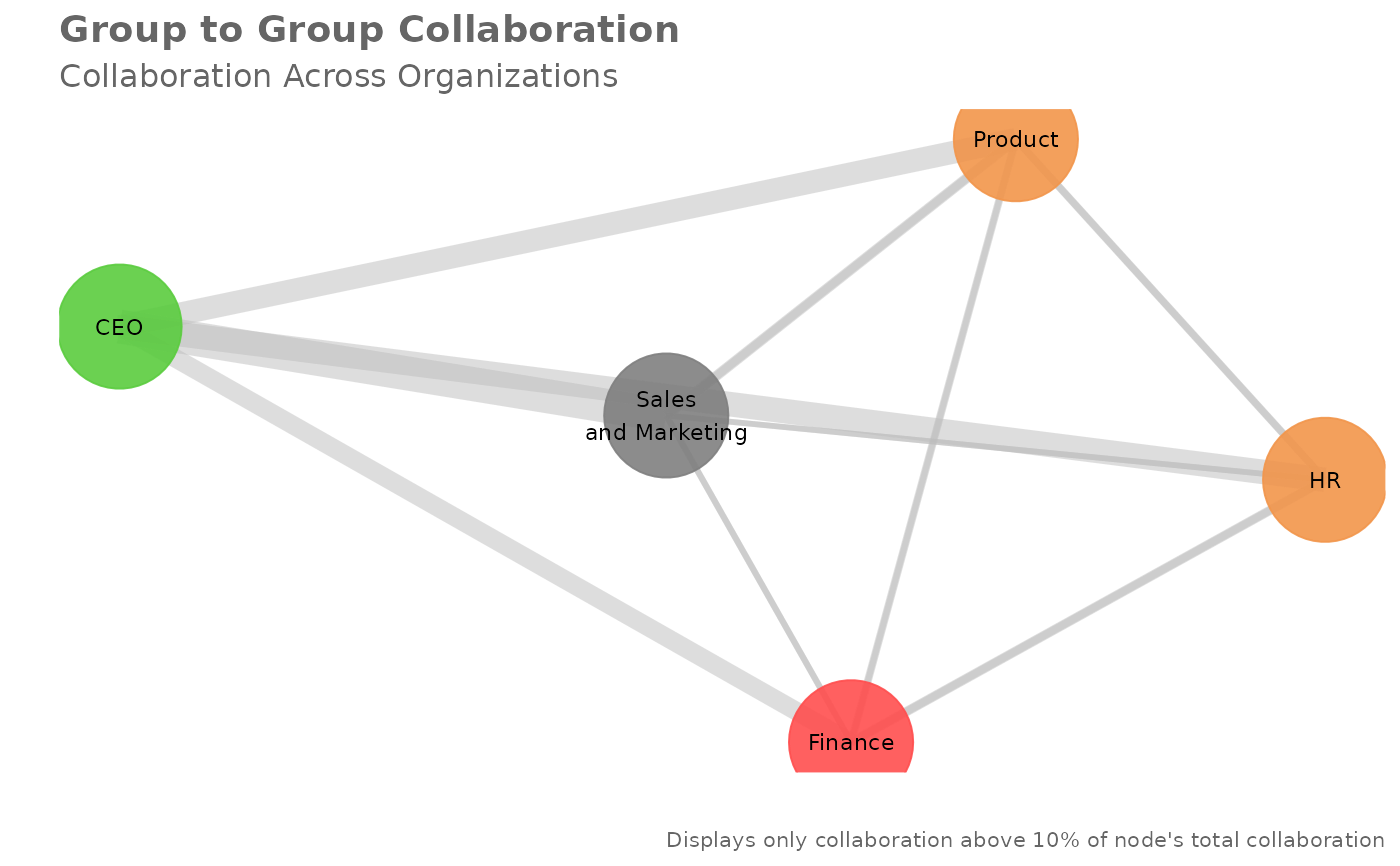 Group to Group Collaboration
Collaboration Across Organizations
Product
CEO
Sales
and Marketing
HR
Finance
Displays only collaboration above 10% of node's total collaboration